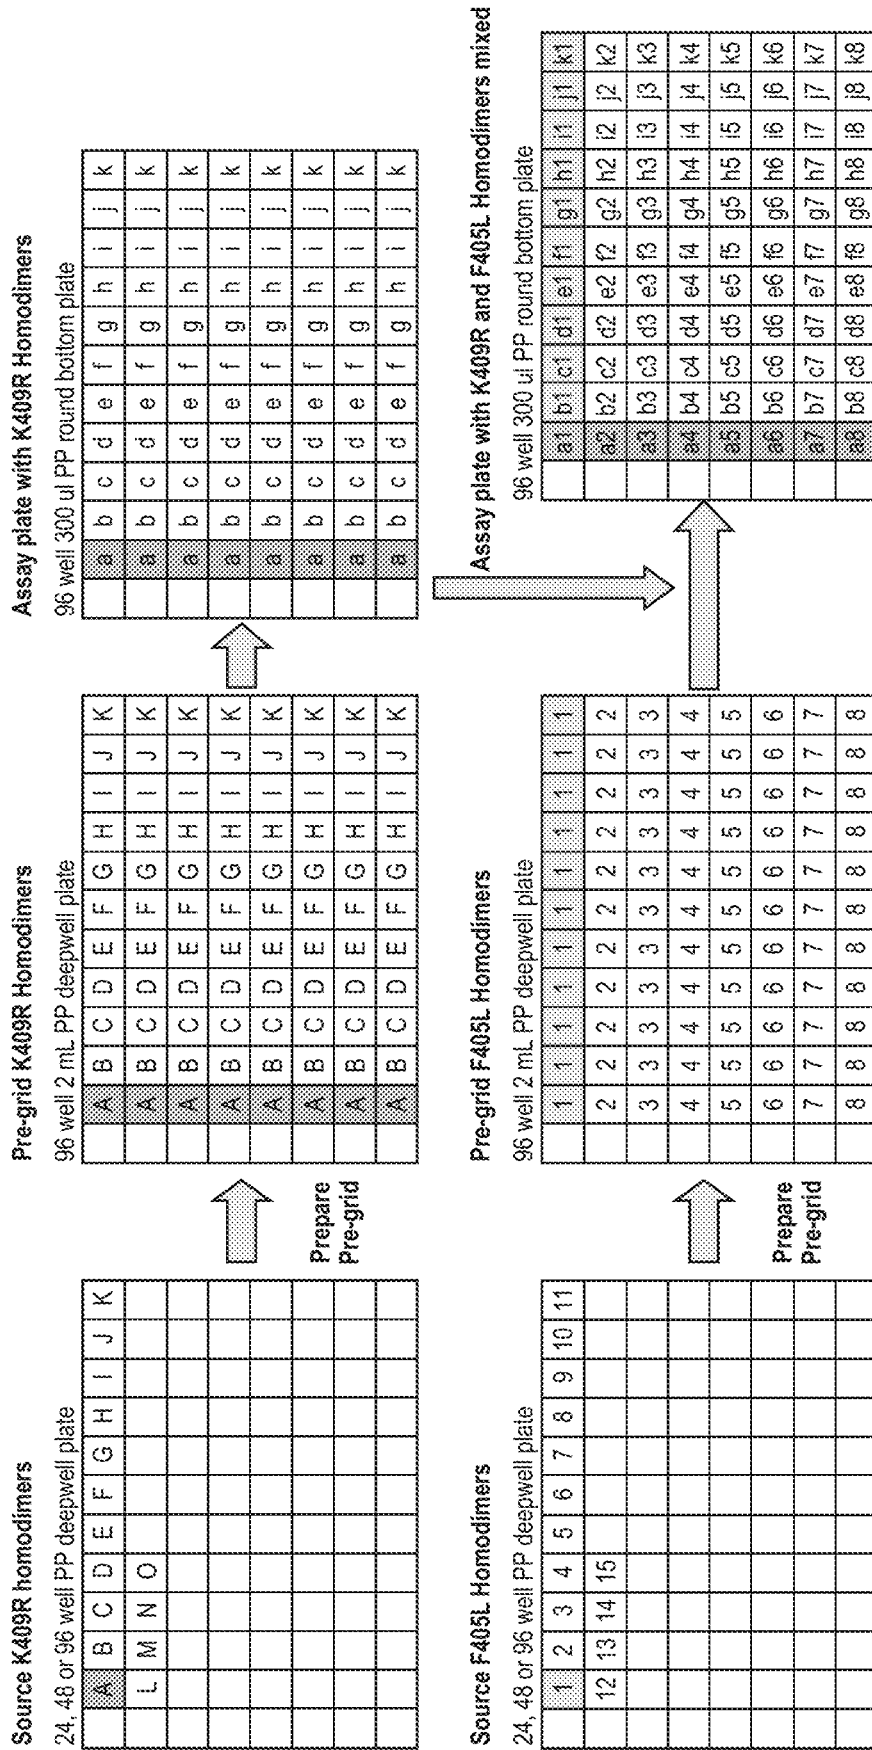 Source K409R homodimers
24, 48 or 96 well PP deepwell plate
A B C D E F G H I J K
L M N O
Prepare
Pre-grid
Pre-grid K409R Homodimers
96 well 2 mL PP deepwell plate
A B C D E F G H I J K
A B C D E F G H I J K
A B C D E F G H I J K
A B C D E F G H I J K
A B C D E F G H I J K
A B C D E F G H I J K
A B C D E F G H I J K
A B C D E F G H I J K
Assay plate with K409R Homodimers
96 well 300 ul PP round bottom plate
a b c d e f g h i j k
a b c d e f g h i j k
a b c d e f g h i j k
a b c d e f g h i j k
a b c d e f g h i j k
a b c d e f g h i j k
a b c d e f g h i j k
a b c d e f g h i j k
Source F405L Homodimers
24, 48 or 96 well PP deepwell plate
1 2 3 4 5 6 7 8 9 10 11
12 13 14 15
Prepare
Pre-grid
Pre-grid F405L Homodimers
96 well 2 mL PP deepwell plate
1 1 1 1 1 1 1 1 1 1 1
2 2 2 2 2 2 2 2 2 2 2
3 3 3 3 3 3 3 3 3 3 3
4 4 4 4 4 4 4 4 4 4 4
5 5 5 5 5 5 5 5 5 5 5
6 6 6 6 6 6 6 6 6 6 6
7 7 7 7 7 7 7 7 7 7 7
8 8 8 8 8 8 8 8 8 8 8
Assay plate with K409R and F405L Homodimers mixed
96 well 300 ul PP round bottom plate
a1 b1 c1 d1 e1 f1 g1 h1 i1 j1 k1
a2 b2 c2 d2 e2 f2 g2 h2 i2 j2 k2
a3 b3 c3 d3 e3 f3 g3 h3 i3 j3 k3
a4 b4 c4 d4 e4 f4 g4 h4 i4 j4 k4
a5 b5 c5 d5 e5 f5 g5 h5 i5 j5 k5
a6 b6 c6 d6 e6 f6 g6 h6 i6 j6 k6
a7 b7 c7 d7 e7 f7 g7 h7 i7 j7 k7
a8 b8 c8 d8 e8 f8 g8 h8 i8 j8 k8